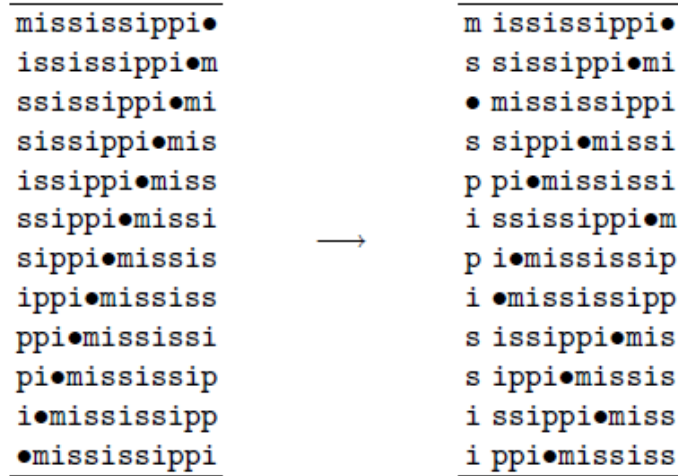 mississippi●
ississippi●m
ssissippi●mi
sissippi●mis
issippi●miss
ssippi●missi
sippi●missis
ippi●mississ
ppi●mississi
pi●mississip
i●mississipp
●mississippi
⟶
m ississippi●
s sissippi●mi
● mississippi
s sippi●missi
p pi●mississi
i ssissippi●m
p i●mississip
i ●mississipp
s issippi●mis
s ippi●missis
i ssippi●miss
i ppi●mississ